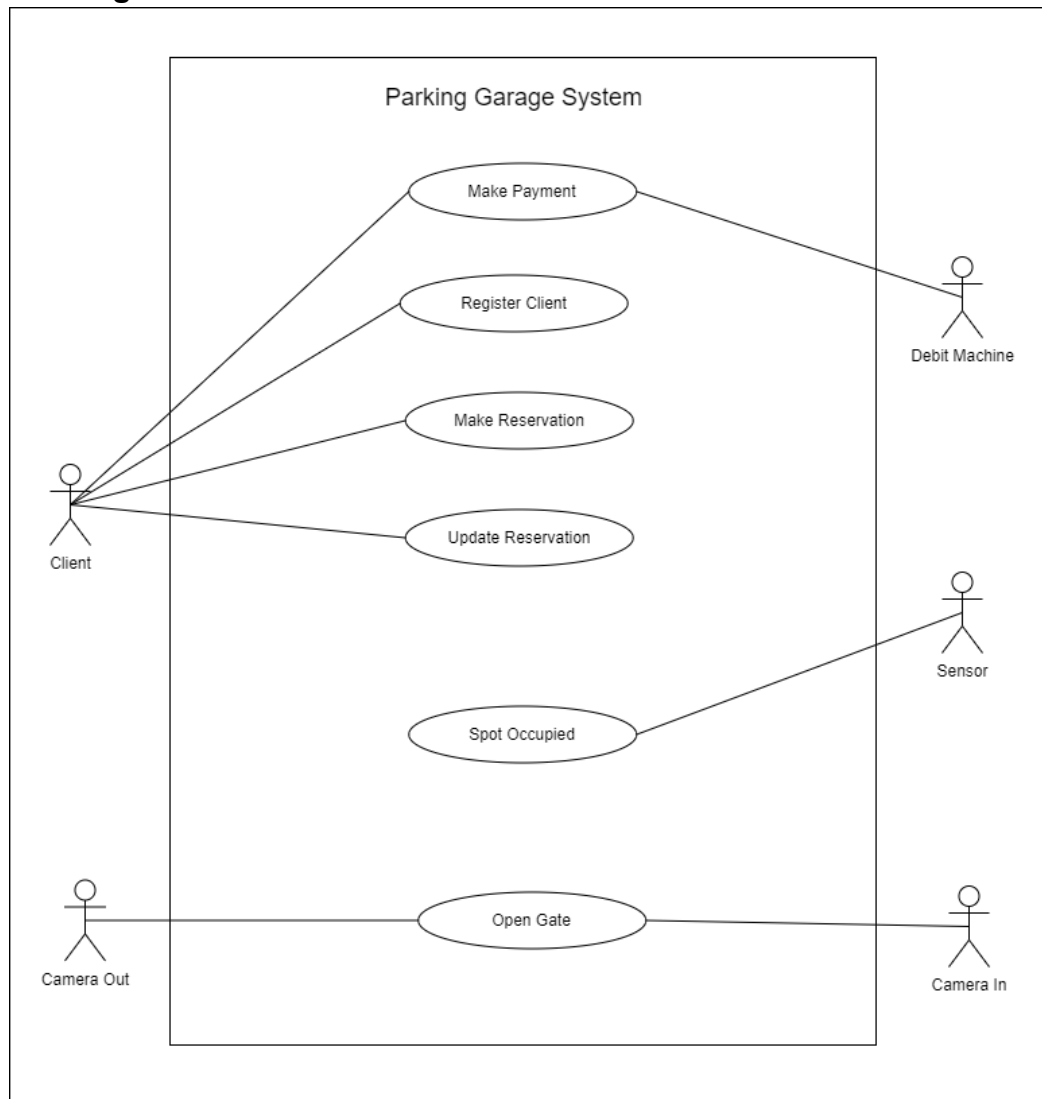 Parking Garage System
Make Payment
Register Client
Debit Machine
Make Reservation
Update Reservation
Client
Sensor
Spot Occupied
Open Gate
Camera Out
Camera In